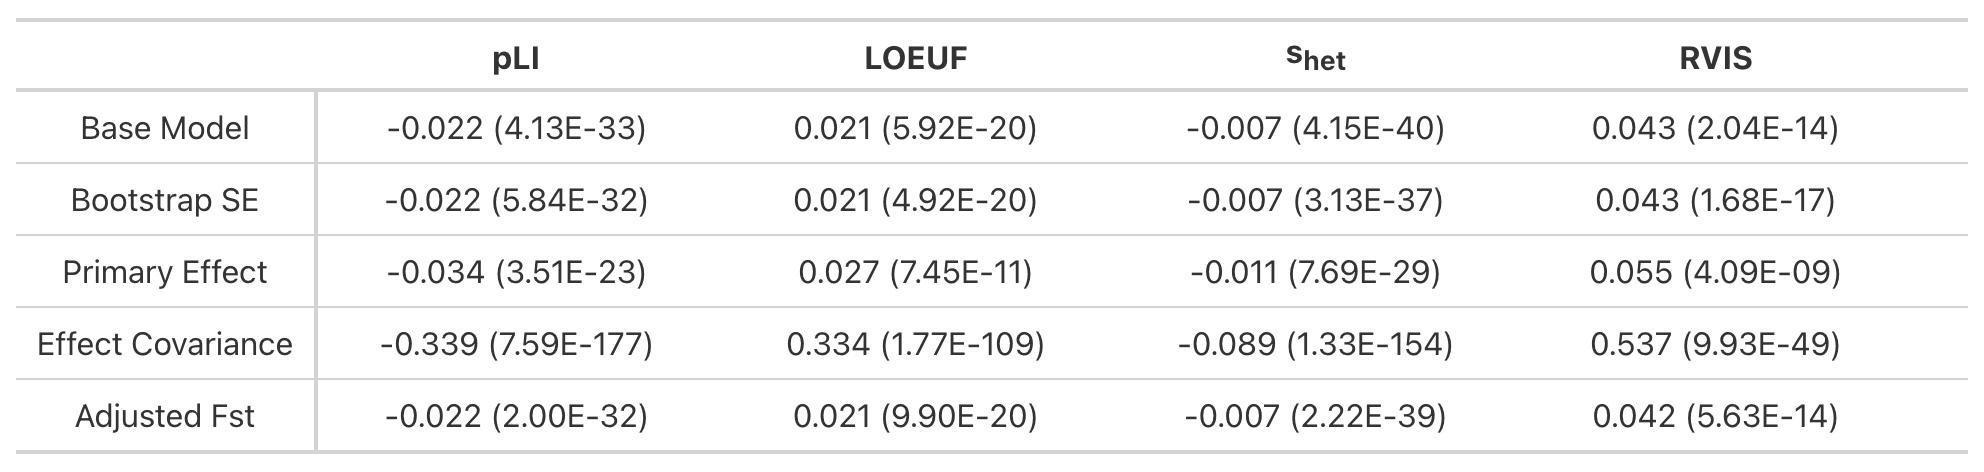 pLI LOEUF shet RVIS
Base Model -0.022 (4.13E-33) 0.021 (5.92E-20) -0.007 (4.15E-40) 0.043 (2.04E-14)
Bootstrap SE -0.022 (5.84E-32) 0.021 (4.92E-20) -0.007 (3.13E-37) 0.043 (1.68E-17)
Primary Effect -0.034 (3.51E-23) 0.027 (7.45E-11) -0.011 (7.69E-29) 0.055 (4.09E-09)
Effect Covariance -0.339 (7.59E-177) 0.334 (1.77E-109) -0.089 (1.33E-154) 0.537 (9.93E-49)
Adjusted Fst -0.022 (2.00E-32) 0.021 (9.90E-20) -0.007 (2.22E-39) 0.042 (5.63E-14)